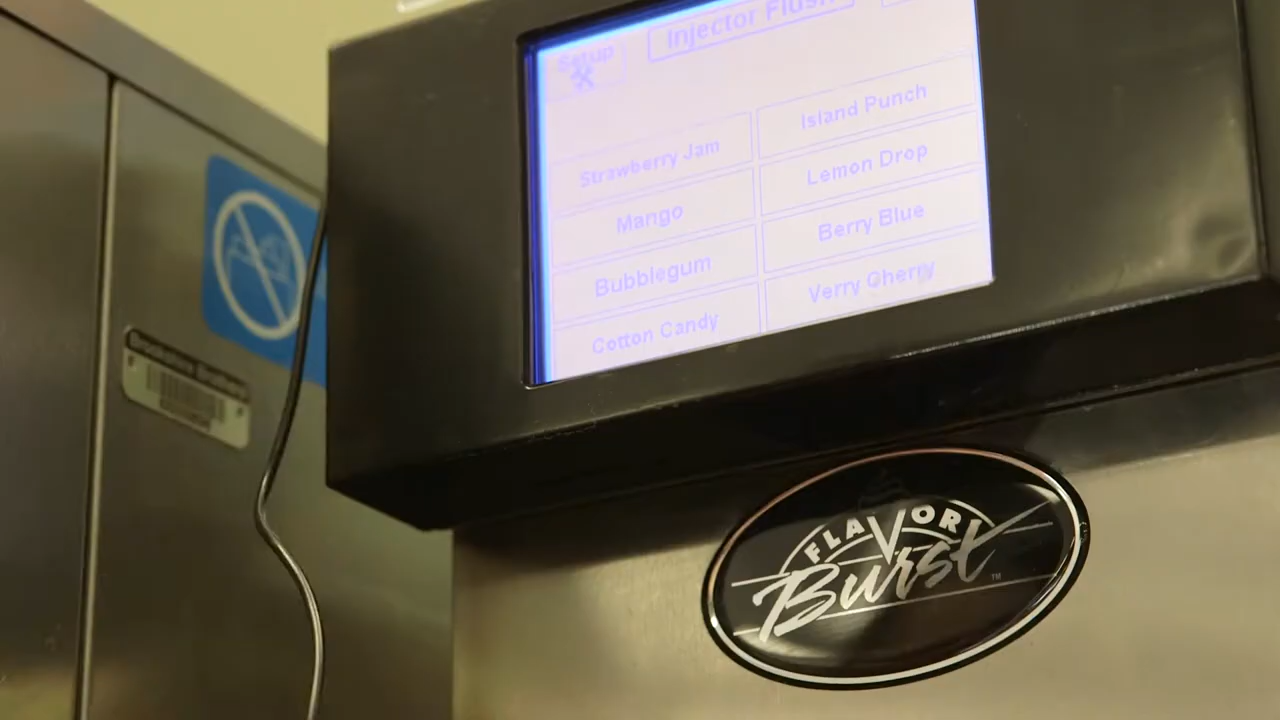 Setup
Injector Flush
Strawberry Jam
Island Punch
Mango
Lemon Drop
Bubblegum
Berry Blue
Cotton Candy
Verry Cherry
FLAVOR
Burst
TM